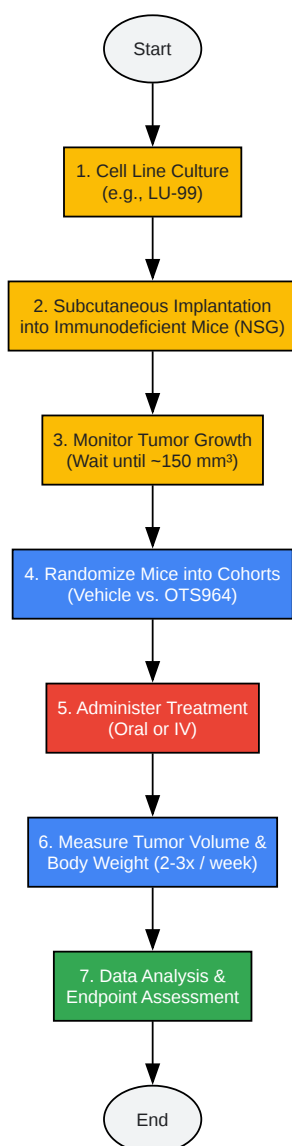 Start
1. Cell Line Culture
(e.g., LU-99)
2. Subcutaneous Implantation
into Immunodeficient Mice (NSG)
3. Monitor Tumor Growth
(Wait until ~150 mm³)
4. Randomize Mice into Cohorts
(Vehicle vs. OTS964)
5. Administer Treatment
(Oral or IV)
6. Measure Tumor Volume &
Body Weight (2-3x / week)
7. Data Analysis &
Endpoint Assessment
End